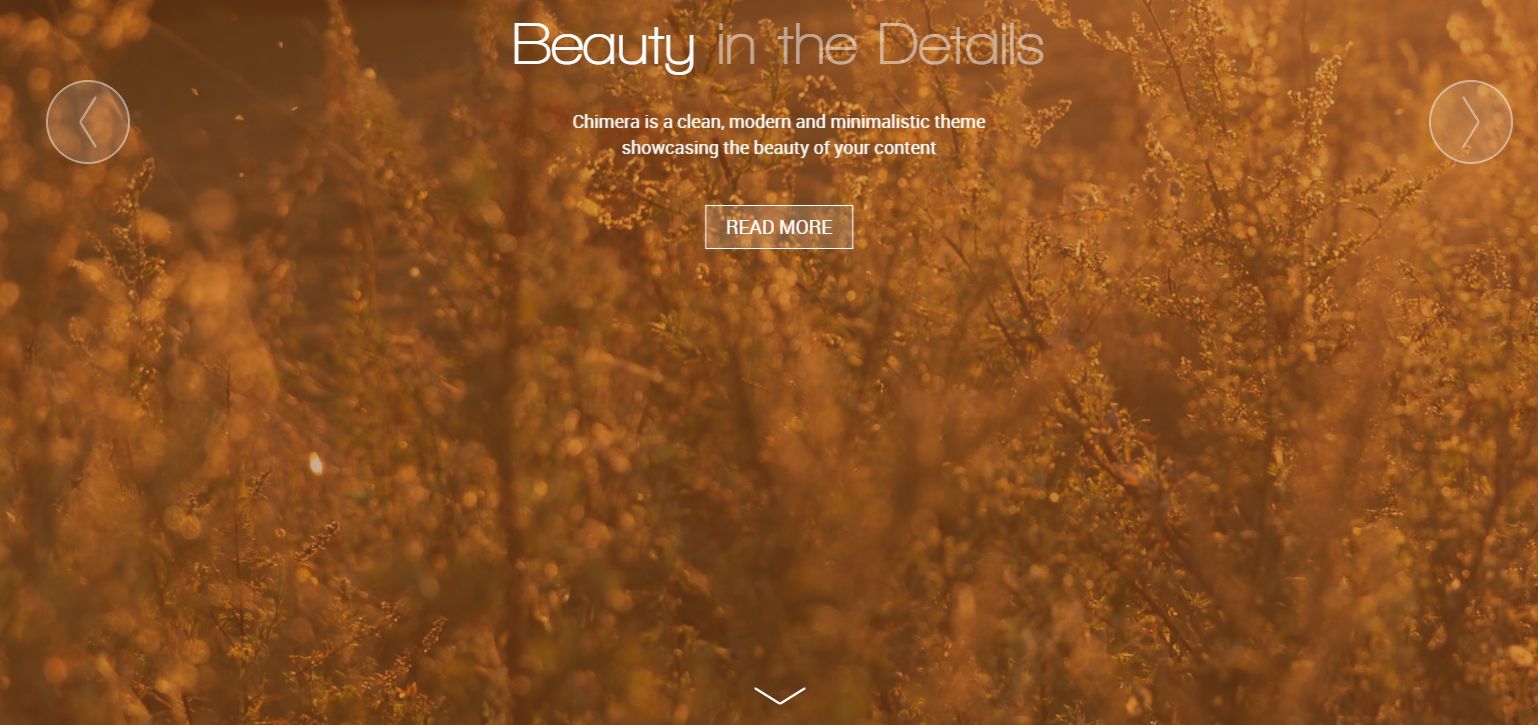 Beauty in the Details
Chimera is a clean, modern and minimalistic theme
showcasing the beauty of your content
READ MORE